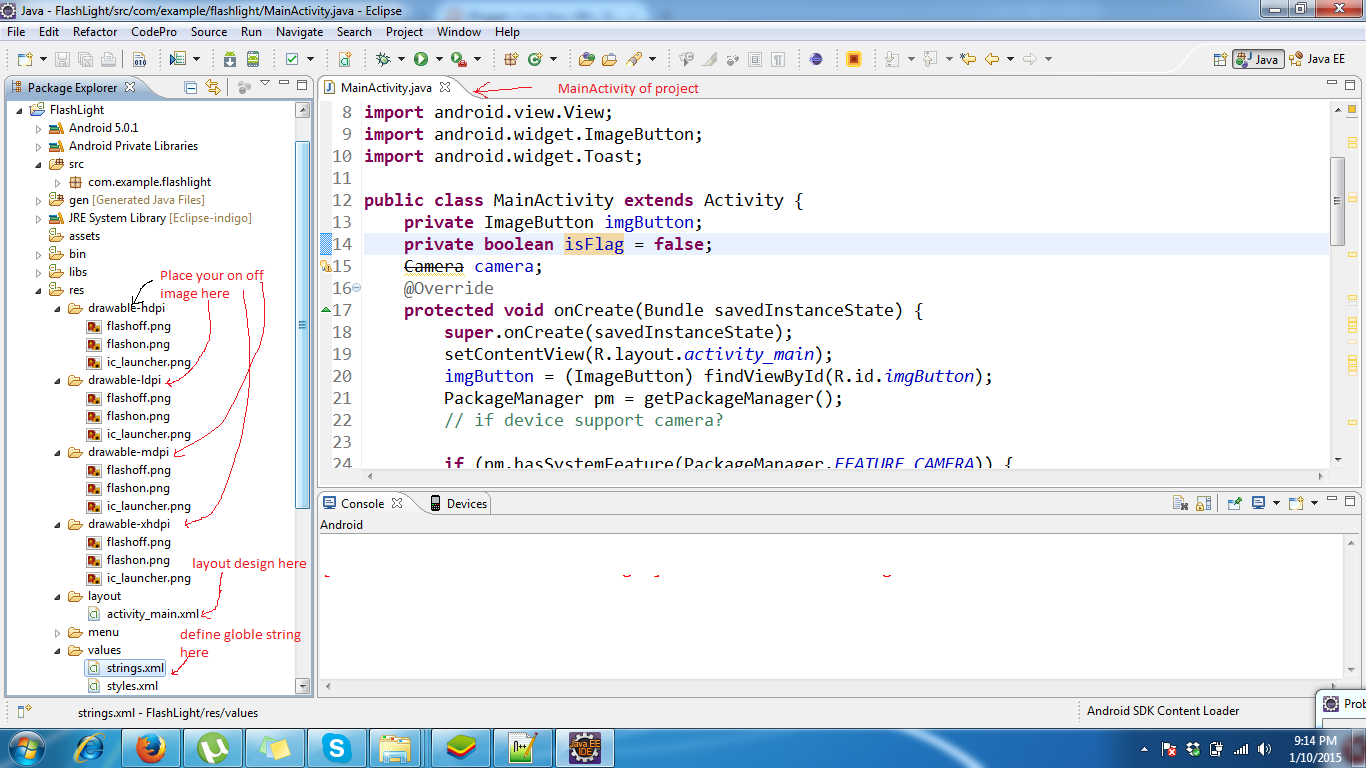 Java - FlashLight/src/com/example/flashlight/MainActivity.java - Eclipse
File Edit Refactor CodePro Source Run Navigate Search Project Window Help
Java Java EE
Package Explorer
FlashLight
Android 5.0.1
Android Private Libraries
src
com.example.flashlight
gen [Generated Java Files]
JRE System Library [Eclipse-indigo]
assets
bin
libs
res
drawable-hdpi
flashoff.png
flashon.png
ic_launcher.png
drawable-ldpi
flashoff.png
flashon.png
ic_launcher.png
drawable-mdpi
flashoff.png
flashon.png
ic_launcher.png
drawable-xhdpi
flashoff.png
flashon.png
ic_launcher.png
layout
activity_main.xml
menu
values
strings.xml
styles.xml
Place your on off
image here
layout design here
define globle string
here
MainActivity.java
MainActivity of project
8 import android.view.View;
9 import android.widget.ImageButton;
10 import android.widget.Toast;
11
12 public class MainActivity extends Activity {
13 private ImageButton imgButton;
14 private boolean isFlag = false;
15 Camera camera;
16 @Override
17 protected void onCreate(Bundle savedInstanceState) {
18 super.onCreate(savedInstanceState);
19 setContentView(R.layout.activity_main);
20 imgButton = (ImageButton) findViewById(R.id.imgButton);
21 PackageManager pm = getPackageManager();
22 // if device support camera?
23
24 if (pm.hasSystemFeature(PackageManager.FEATURE_CAMERA)) {
Console Devices
Android
strings.xml - FlashLight/res/values
Android SDK Content Loader
Prob
9:14 PM
1/10/2015